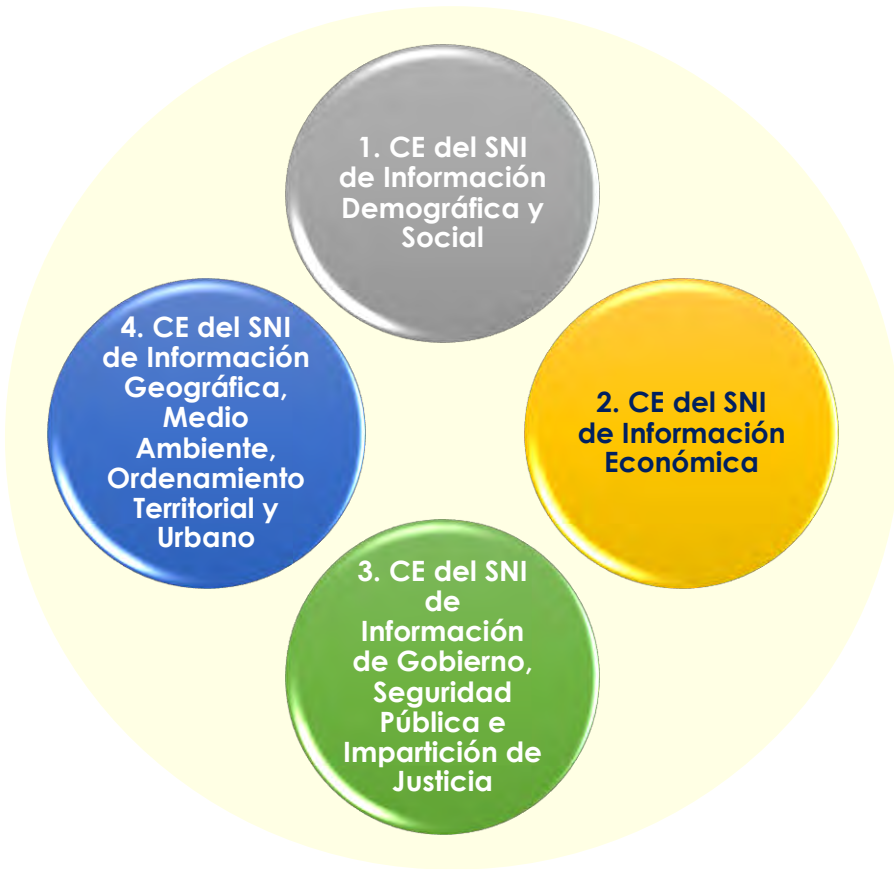 1. CE del SNI
de Información
Demográfica y
Social
2. CE del SNI
de Información
Económica
3. CE del SNI
de
Información
de Gobierno,
Seguridad
Pública e
Impartición de
Justicia
4. CE del SNI
de Información
Geográfica,
Medio
Ambiente,
Ordenamiento
Territorial y
Urbano